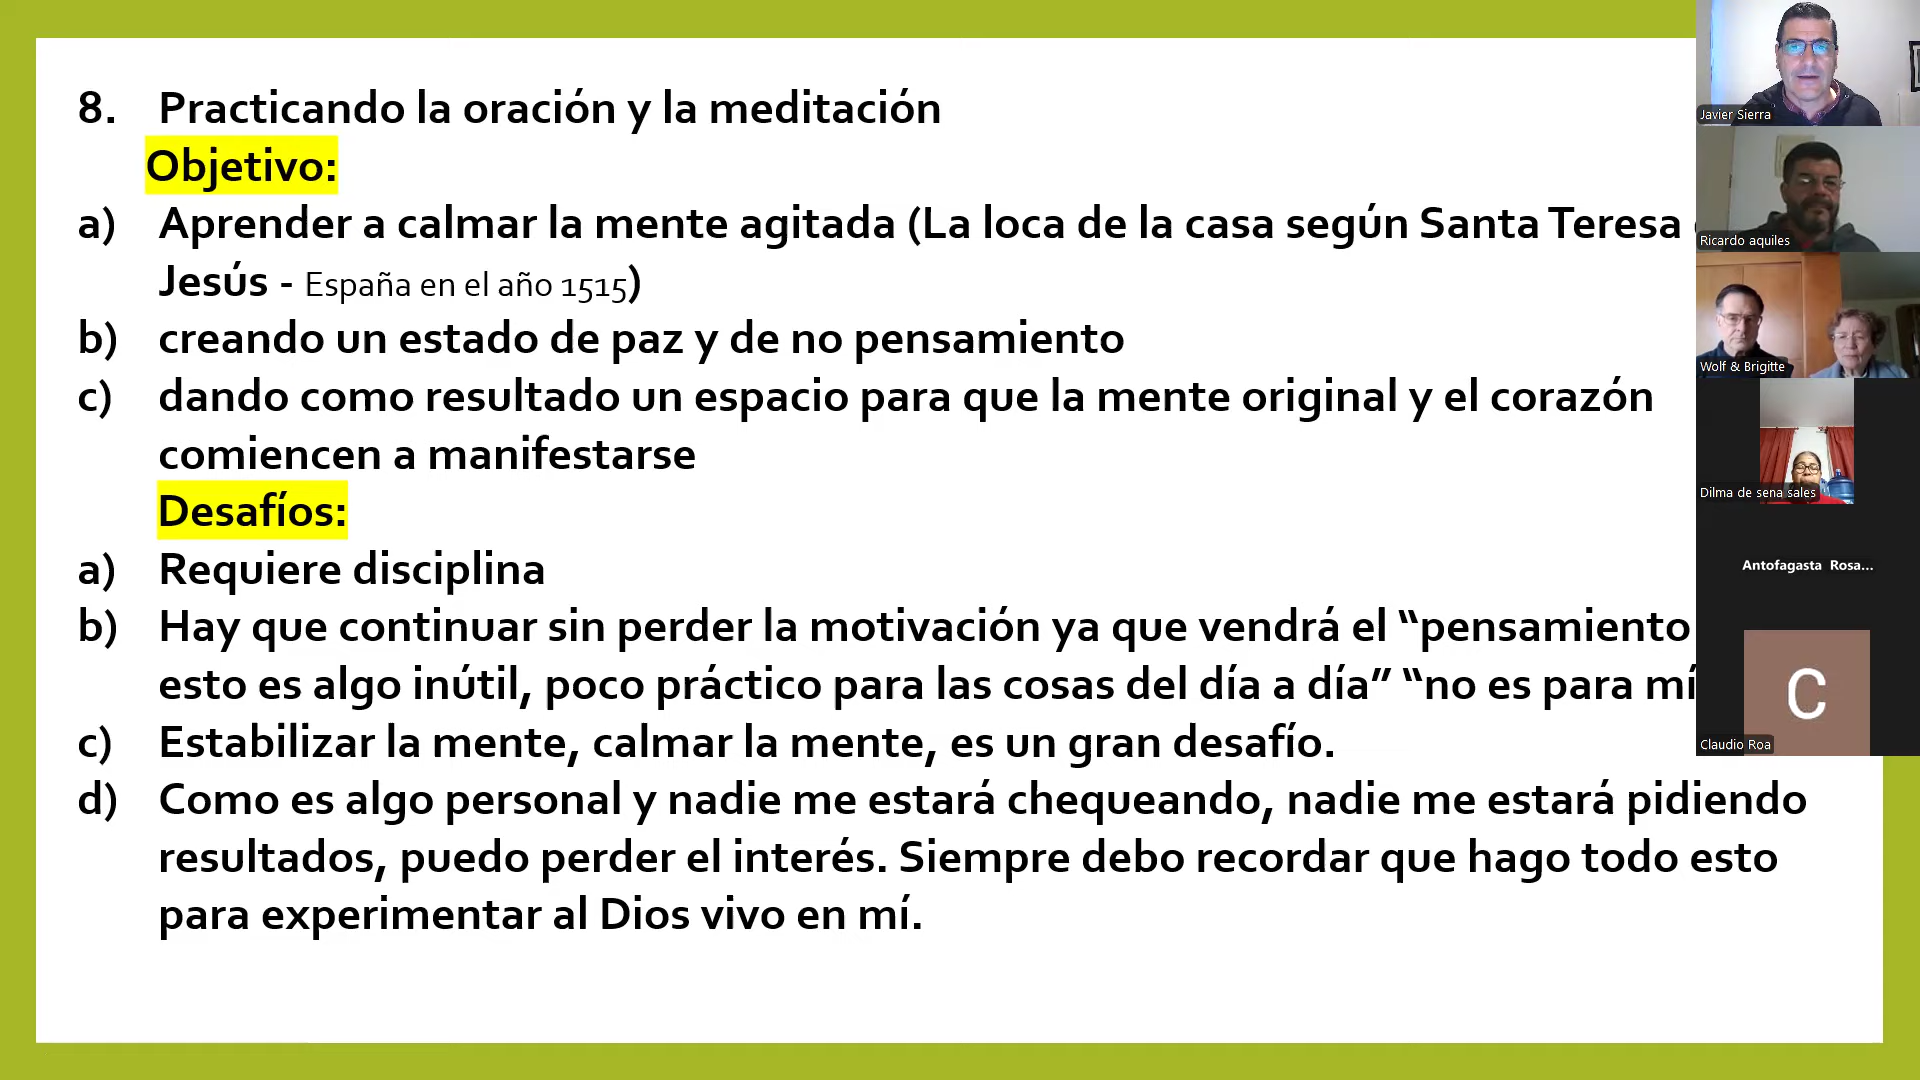 8. Practicando la oración y la meditación
Objetivo:
a) Aprender a calmar la mente agitada (La loca de la casa según Santa Teresa
Jesús - España en el año 1515)
b) creando un estado de paz y de no pensamiento
c) dando como resultado un espacio para que la mente original y el corazón
comiencen a manifestarse
Desafíos:
a) Requiere disciplina
b) Hay que continuar sin perder la motivación ya que vendrá el “pensamiento
esto es algo inútil, poco práctico para las cosas del día a día” “no es para mí
c) Estabilizar la mente, calmar la mente, es un gran desafío.
d) Como es algo personal y nadie me estará chequeando, nadie me estará pidiendo
resultados, puedo perder el interés. Siempre debo recordar que hago todo esto
para experimentar al Dios vivo en mí.
Javier Sierra
Ricardo aquiles
Wolf & Brigitte
Dilma de sena sales
Antofagasta Rosa...
C
Claudio Roa